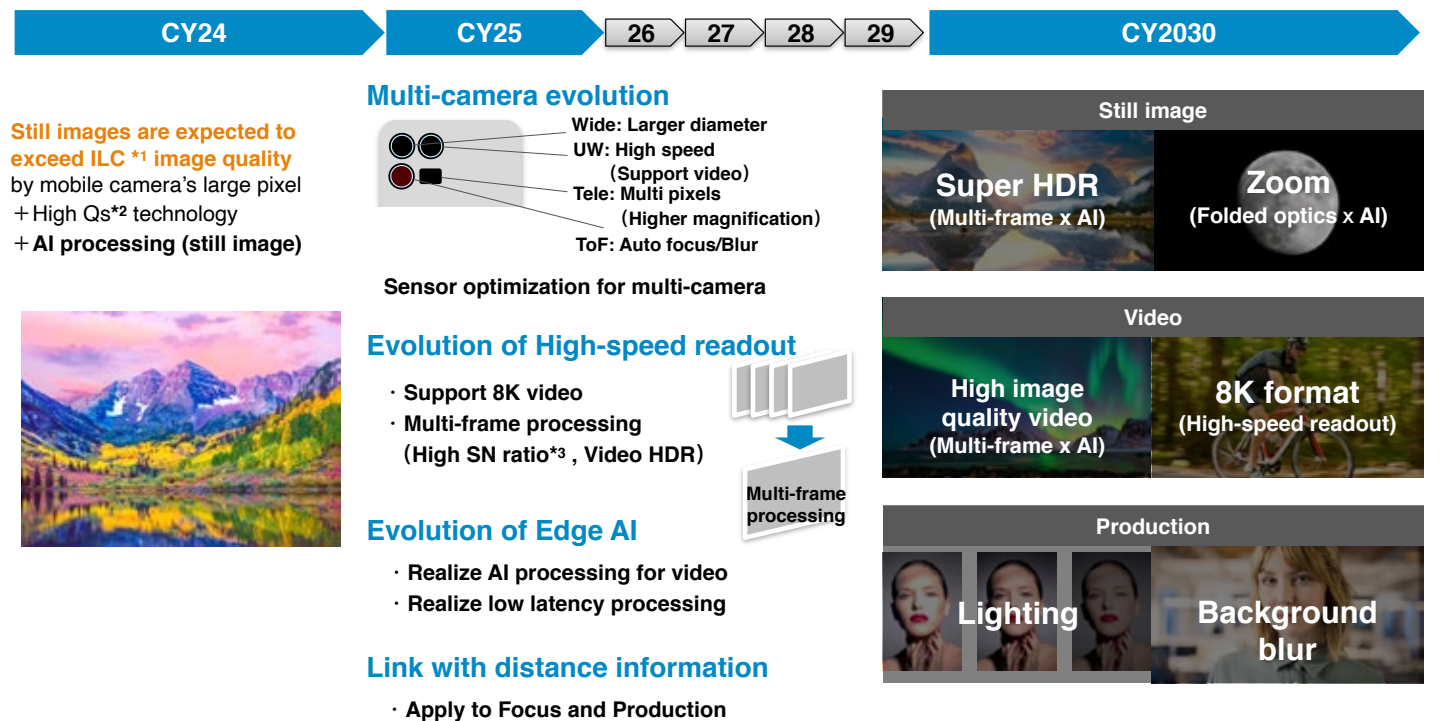 CY24
CY25
26
27
28
29
CY2030
Still images are expected to
exceed ILC *1 image quality
by mobile camera's large pixel
＋High Qs*2 technology
＋AI processing (still image)
Multi-camera evolution
Wide: Larger diameter
UW: High speed
（Support video）
Tele: Multi pixels
（Higher magnification）
ToF: Auto focus/Blur
Sensor optimization for multi-camera
Evolution of High-speed readout
・Support 8K video
・Multi-frame processing
（High SN ratio*3 , Video HDR）
Multi-frame
processing
Evolution of Edge AI
・Realize AI processing for video
・Realize low latency processing
Link with distance information
・Apply to Focus and Production
Still image
Super HDR
(Multi-frame x AI)
Zoom
(Folded optics x AI)
Video
High image
quality video
(Multi-frame x AI)
8K format
(High-speed readout)
Production
Lighting
Background
blur